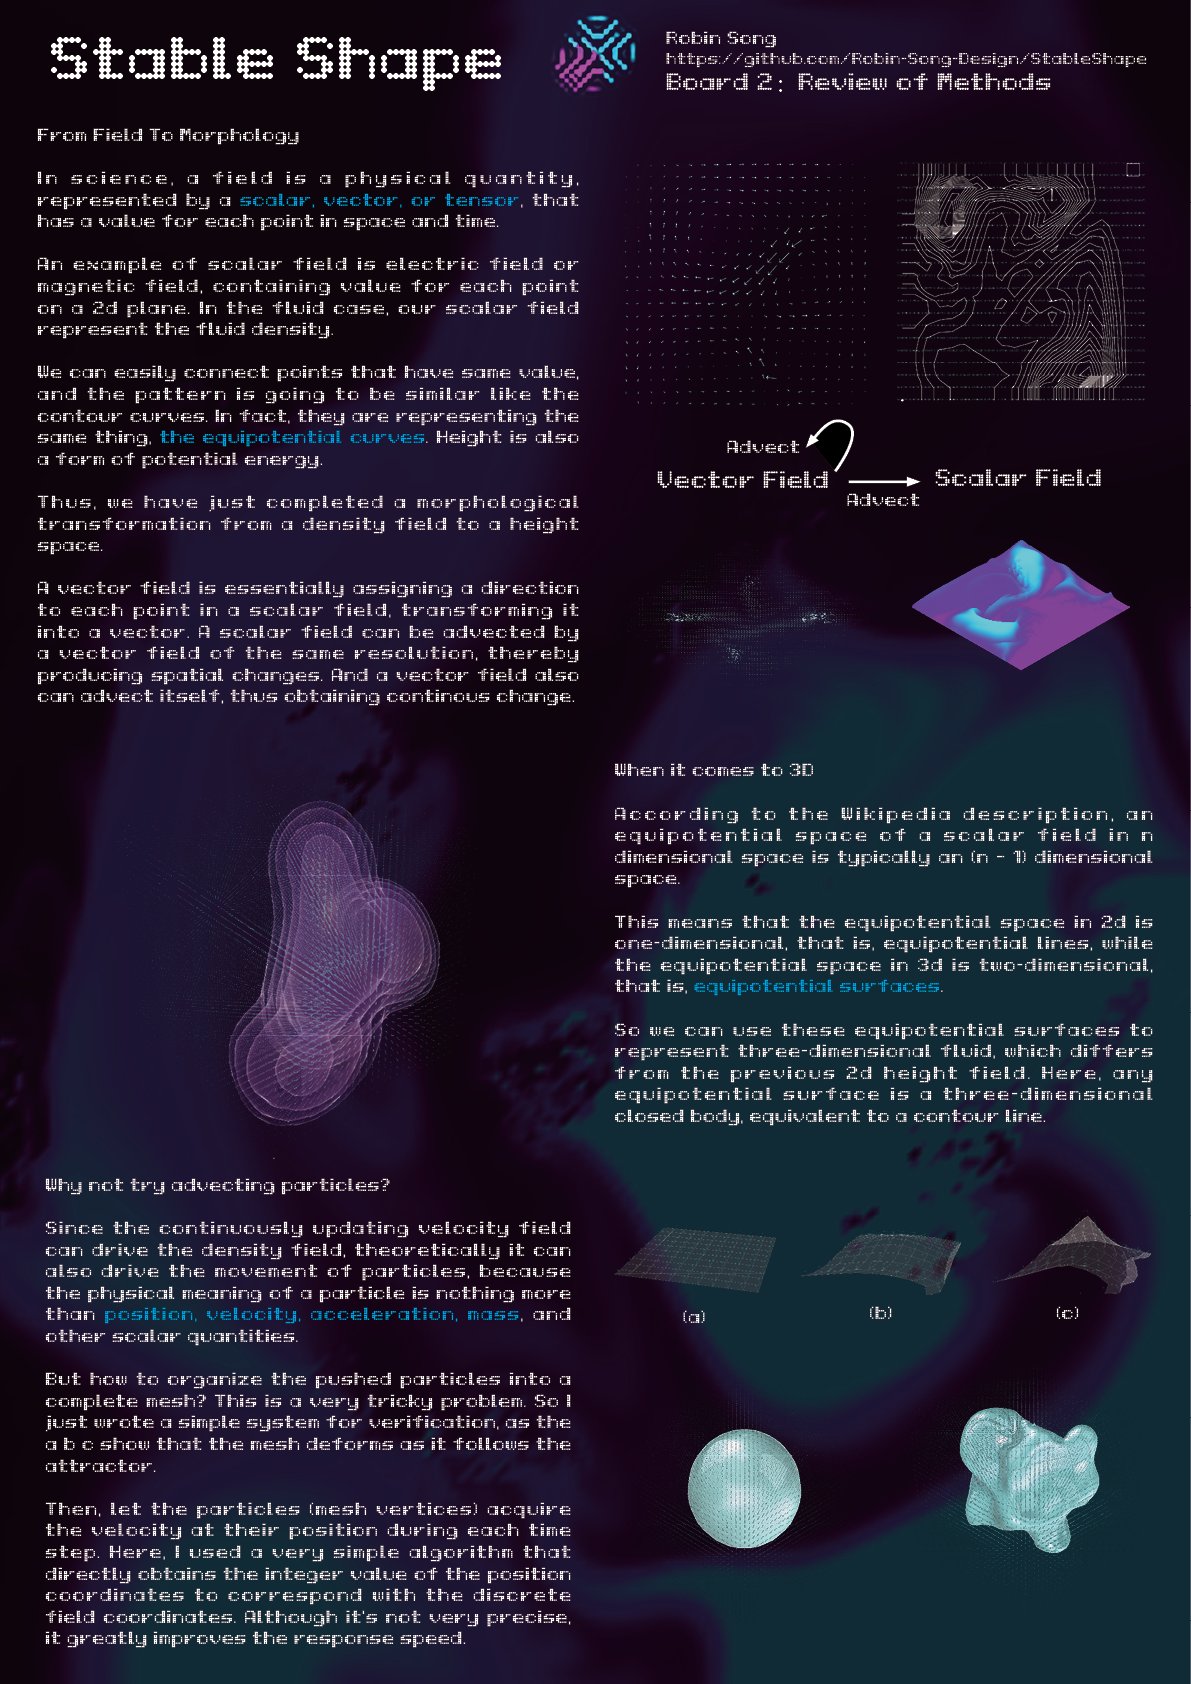 Stable Shape
Robin Song
https://github.com/Robin-Song-Design/StableShape
Board 2: Review of Methods
From Field To Morphology
In science, a field is a physical quantity,
represented by a scalar, vector, or tensor, that
has a value for each point in space and time.
An example of scalar field is electric field or
magnetic field, containing value for each point
on a 2d plane. In the fluid case, our scalar field
represent the fluid density.
We can easily connect points that have same value,
and the pattern is going to be similar like the
contour curves. In fact, they are representing the
same thing, the equipotential curves. Height is also
a form of potential energy.
Thus, we have just completed a morphological
transformation from a density field to a height
space.
A vector field is essentially assigning a direction
to each point in a scalar field, transforming it
into a vector. A scalar field can be advected by
a vector field of the same resolution, thereby
producing spatial changes. And a vector field also
can advect itself, thus obtaining continous change.
Advect
Vector Field
Advect
Scalar Field
When it comes to 3D
According to the Wikipedia description, an
equipotential space of a scalar field in n
dimensional space is typically an (n - 1) dimensional
space.
This means that the equipotential space in 2d is
one-dimensional, that is, equipotential lines, while
the equipotential space in 3d is two-dimensional,
that is, equipotential surfaces.
So we can use these equipotential surfaces to
represent three-dimensional fluid, which differs
from the previous 2d height field. Here, any
equipotential surface is a three-dimensional
closed body, equivalent to a contour line.
Why not try advecting particles?
Since the continuously updating velocity field
can drive the density field, theoretically it can
also drive the movement of particles, because
the physical meaning of a particle is nothing more
than position, velocity, acceleration, mass, and
other scalar quantities.
But how to organize the pushed particles into a
complete mesh? This is a very tricky problem. So I
just wrote a simple system for verification, as the
a b c show that the mesh deforms as it follows the
attractor.
Then, let the particles (mesh vertices) acquire
the velocity at their position during each time
step. Here, I used a very simple algorithm that
directly obtains the integer value of the position
coordinates to correspond with the discrete
field coordinates. Although it's not very precise,
it greatly improves the response speed.
(a)
(b)
(c)